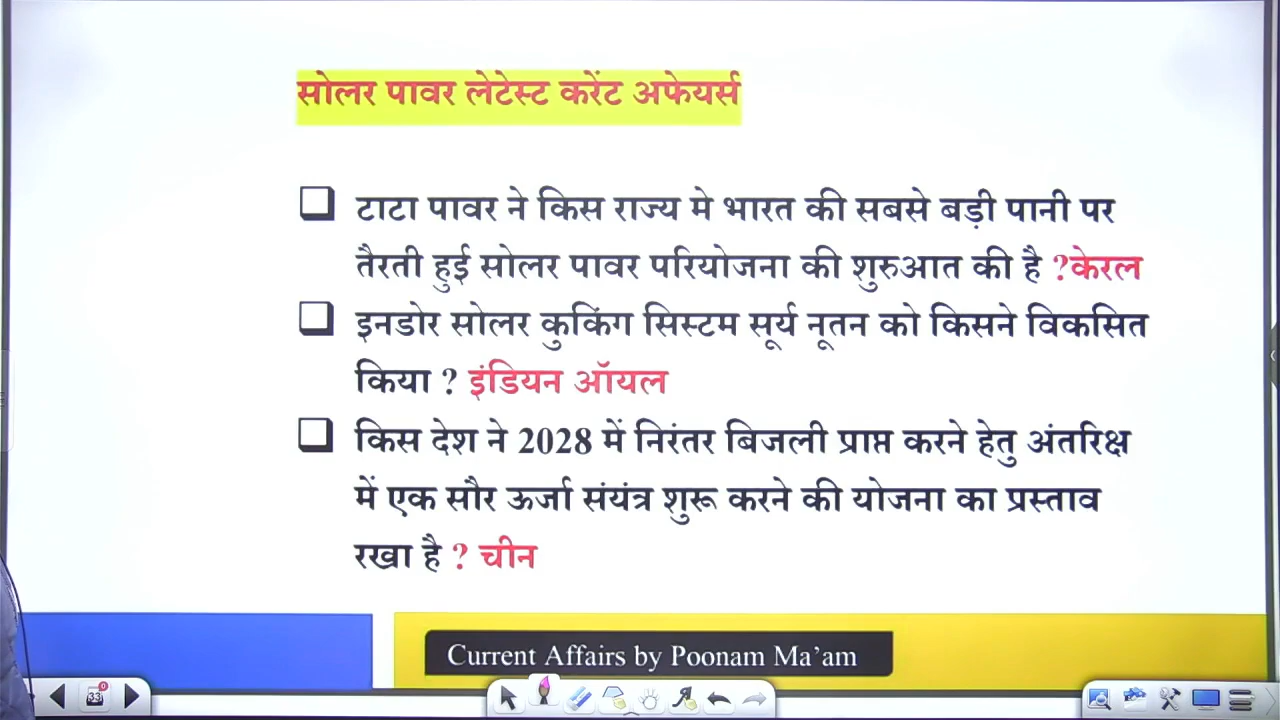 सोलर पावर लेटेस्ट करेंट अफेयर्स
टाटा पावर ने किस राज्य मे भारत की सबसे बड़ी पानी पर
तैरती हुई सोलर पावर परियोजना की शुरुआत की है ?केरल
इनडोर सोलर कुकिंग सिस्टम सूर्य नूतन को किसने विकसित
किया ? इंडियन ऑयल
किस देश ने 2028 में निरंतर बिजली प्राप्त करने हेतु अंतरिक्ष
में एक सौर ऊर्जा संयंत्र शुरू करने की योजना का प्रस्ताव
रखा है ? चीन
Current Affairs by Poonam Ma’am
33